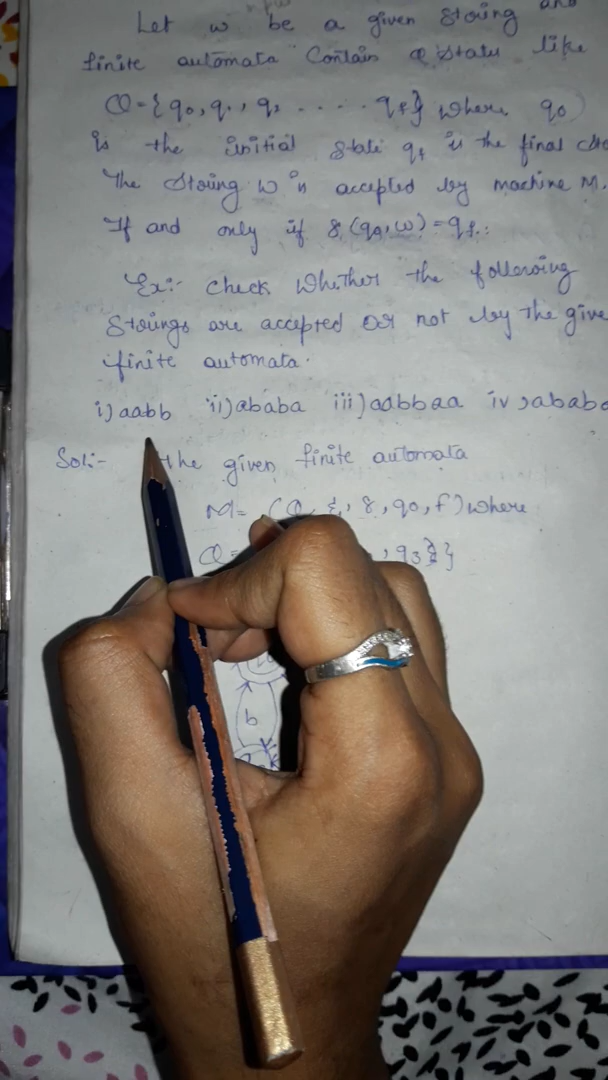 Let w be a given string and
finite automata Contain Q State like
Q={q0,q1,q2 ..... qf} where q0
is the initial state qf is the final
The string w is accepted by machine M.
If and only if δ(q0,w)=qf.
Ex:- check whether the following
Strings are accepted or not by the
finite automata.
i)aabb ii)ababa iii)aabbaa iv)
Sol:- The given finite automata
M= (Q, Σ, δ,q0,f)where
Q= ,q3}}
b